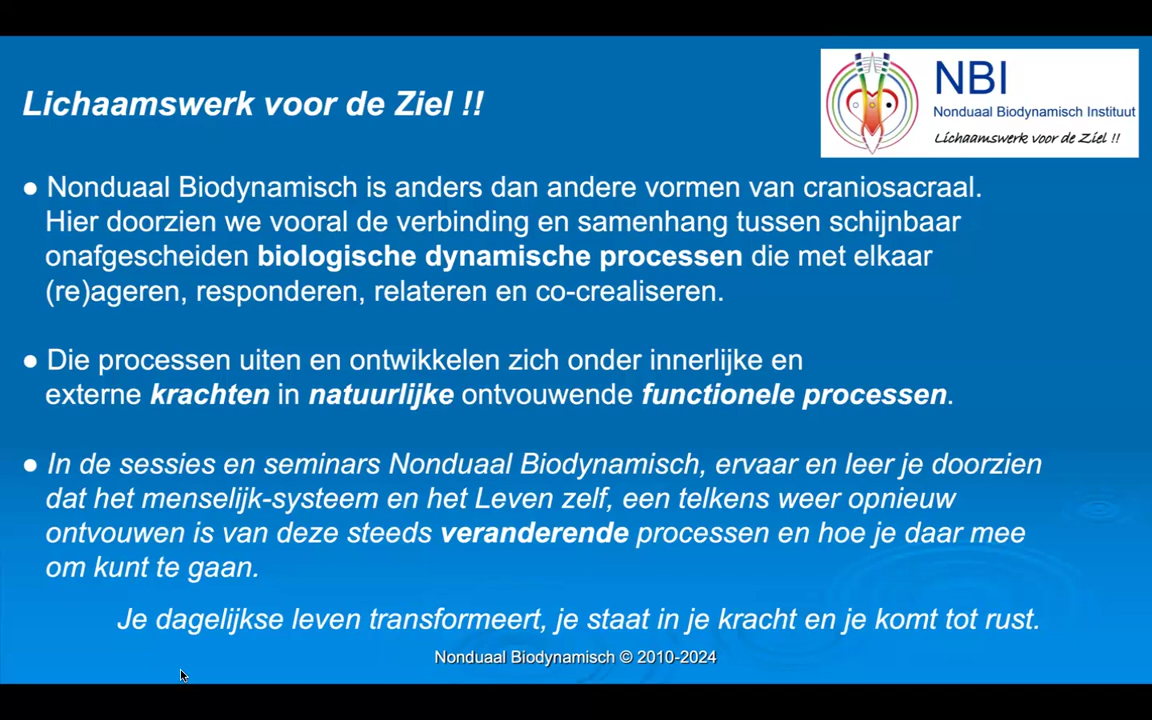 Lichaamswerk voor de Ziel !!
NBI
Nonduaal Biodynamisch Instituut
Lichaamswerk voor de Ziel !!
● Nonduaal Biodynamisch is anders dan andere vormen van craniosacraal.
Hier doorzien we vooral de verbinding en samenhang tussen schijnbaar
onafgescheiden biologische dynamische processen die met elkaar
(re)ageren, responderen, relateren en co-crealiseren.
● Die processen uiten en ontwikkelen zich onder innerlijke en
externe krachten in natuurlijke ontvouwende functionele processen.
● In de sessies en seminars Nonduaal Biodynamisch, ervaar en leer je doorzien
dat het menselijk-systeem en het Leven zelf, een telkens weer opnieuw
ontvouwen is van deze steeds veranderende processen en hoe je daar mee
om kunt te gaan.
Je dagelijkse leven transformeert, je staat in je kracht en je komt tot rust.
Nonduaal Biodynamisch © 2010-2024